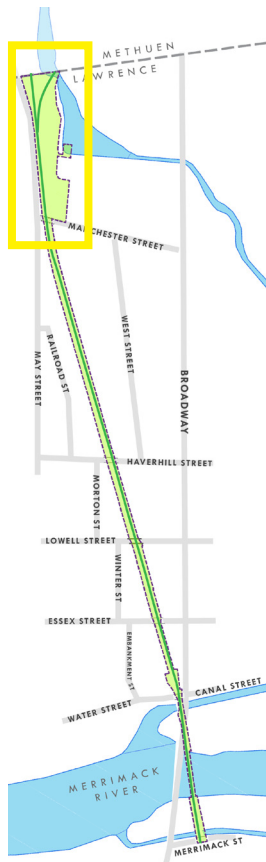 METHUEN
LAWRENCE
MANCHESTER STREET
WEST STREET
RAILROAD ST
MAY STREET
BROADWAY
HAVERHILL STREET
MORTON ST
LOWELL STREET
WINTER ST
ESSEX STREET
EMBANKMENT ST
CANAL STREET
WATER STREET
MERRIMACK
RIVER
MERRIMACK ST